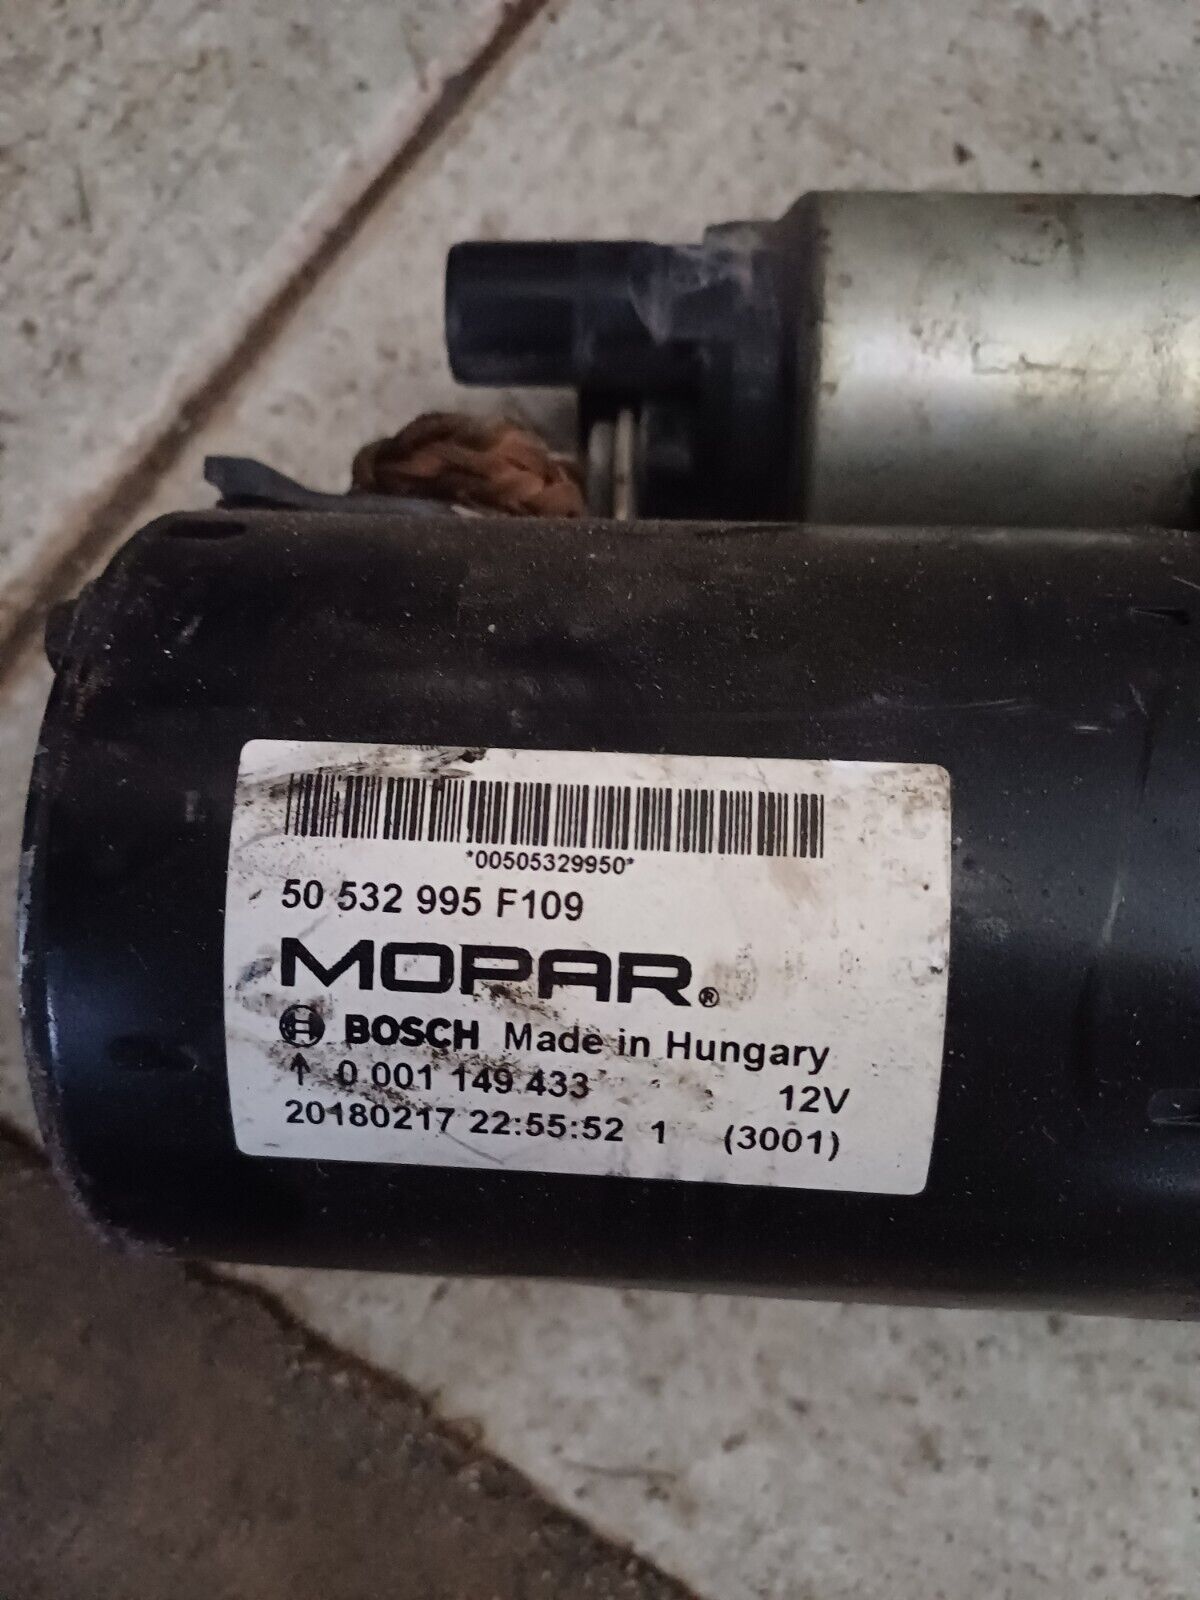 *00505329950*
50 532 995 F109
MOPAR®
BOSCH Made in Hungary
↑ 0 001 149 433 12V
20180217 22:55:52 1 (3001)